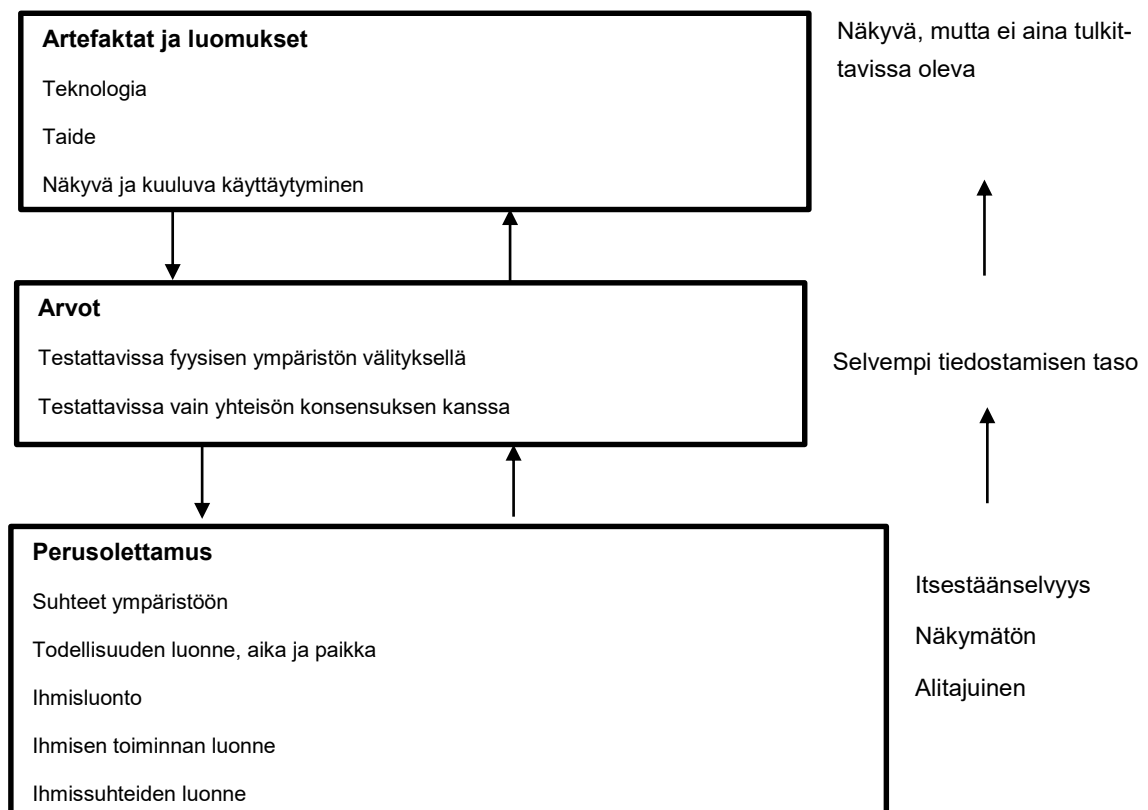 Artefaktat ja luomukset
Teknologia
Taide
Näkyvä ja kuuluva käyttäytyminen
Näkyvä, mutta ei aina tulkit-
tavissa oleva
Arvot
Testattavissa fyysisen ympäristön välityksellä
Testattavissa vain yhteisön konsensuksen kanssa
Selvempi tiedostamisen taso
Perusolettamus
Suhteet ympäristöön
Todellisuuden luonne, aika ja paikka
Ihmisluonto
Ihmisen toiminnan luonne
Ihmissuhteiden luonne
Itsestäänselvyys
Näkymätön
Alitajuinen